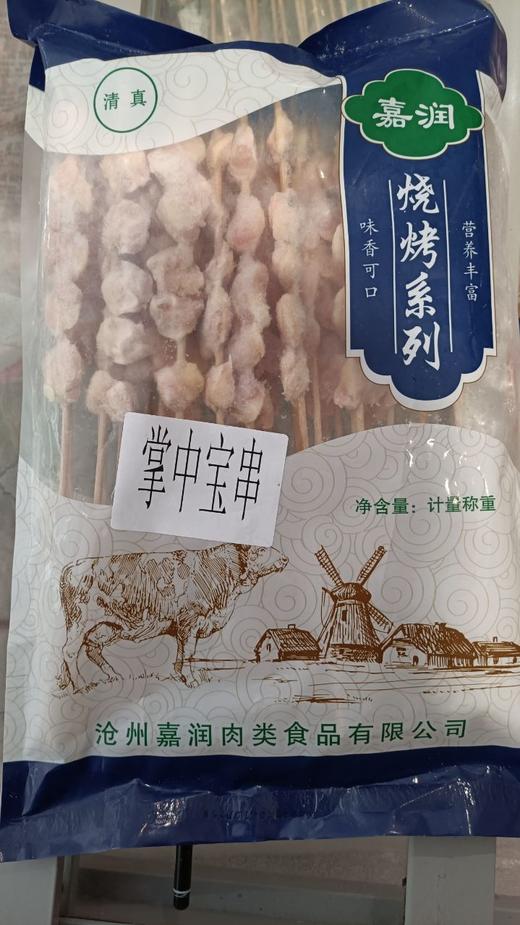 清真
嘉润
烧烤系列
味香可口
营养丰富
掌中宝串
净含量：计量称重
沧州嘉润肉类食品有限公司